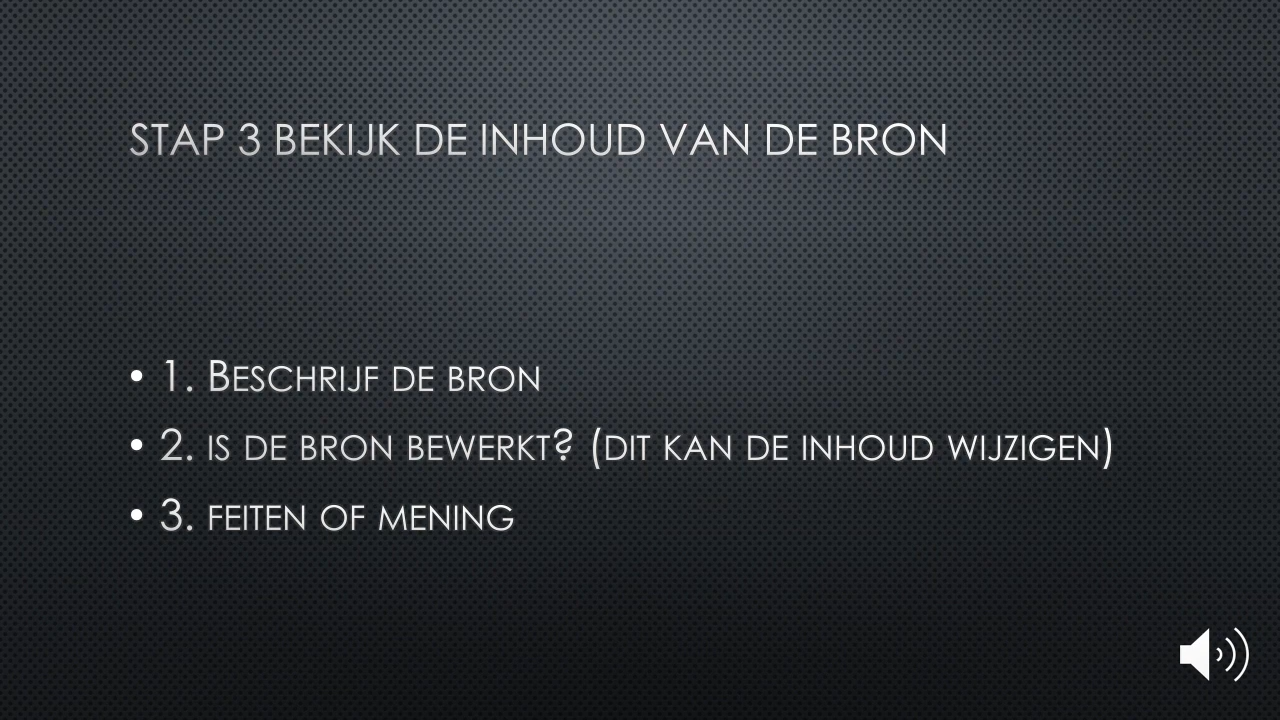 STAP 3 BEKIJK DE INHOUD VAN DE BRON
• 1. BESCHRIJF DE BRON
• 2. IS DE BRON BEWERKT? (DIT KAN DE INHOUD WIJZIGEN)
• 3. FEITEN OF MENING